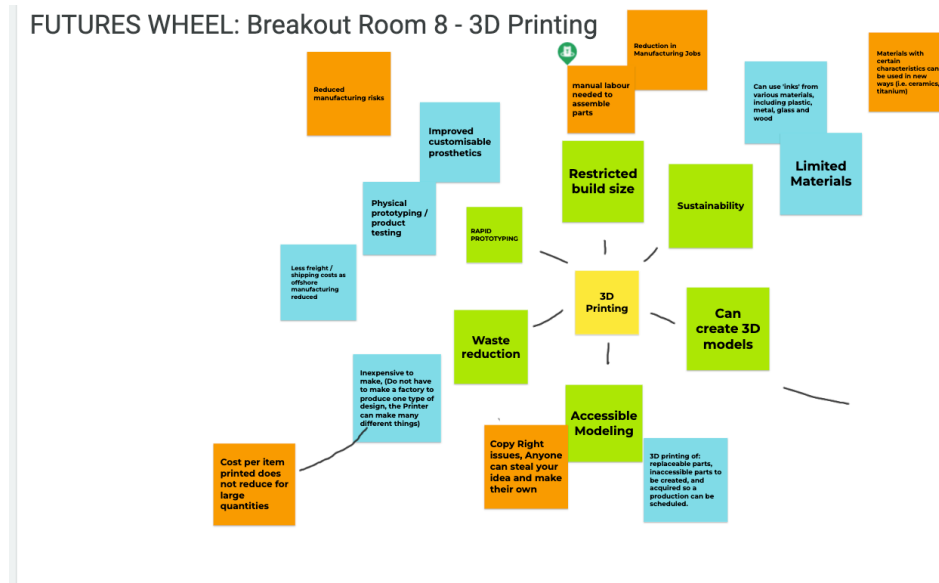 FUTURES WHEEL: Breakout Room 8 - 3D Printing
Reduction in
Manufacturing Jobs
Reduced
manufacturing risks
manual labour
needed to
assemble
parts
Materials with
certain
characteristics can
be used in new
ways (i.e. ceramics,
titanium)
Can use 'inks' from
various materials,
including plastic,
metal, glass and
wood
Improved
customisable
prosthetics
Restricted
build size
Limited
Materials
Physical
prototyping /
product
testing
Sustainability
RAPID
PROTOTYPING
Less freight /
shipping costs as
offshore
manufacturing
reduced
3D
Printing
Can
create 3D
models
Waste
reduction
Inexpensive to
make, (Do not have
to make a factory to
produce one type of
design, the Printer
can make many
different things)
Accessible
Modeling
Copy Right
issues, Anyone
can steal your
idea and make
their own
3D printing of:
replaceable parts,
inaccessible parts to
be created, and
acquired so a
production can be
scheduled.
Cost per item
printed does
not reduce for
large
quantities